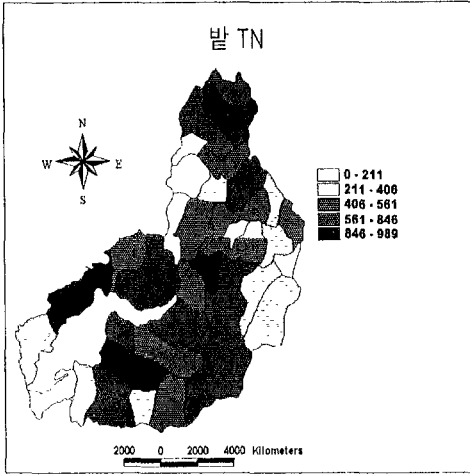 밭 TN
N
W E
S
0 - 211
211 - 406
406 - 561
561 - 846
846 - 989
2000 0 2000 4000 Kilometers